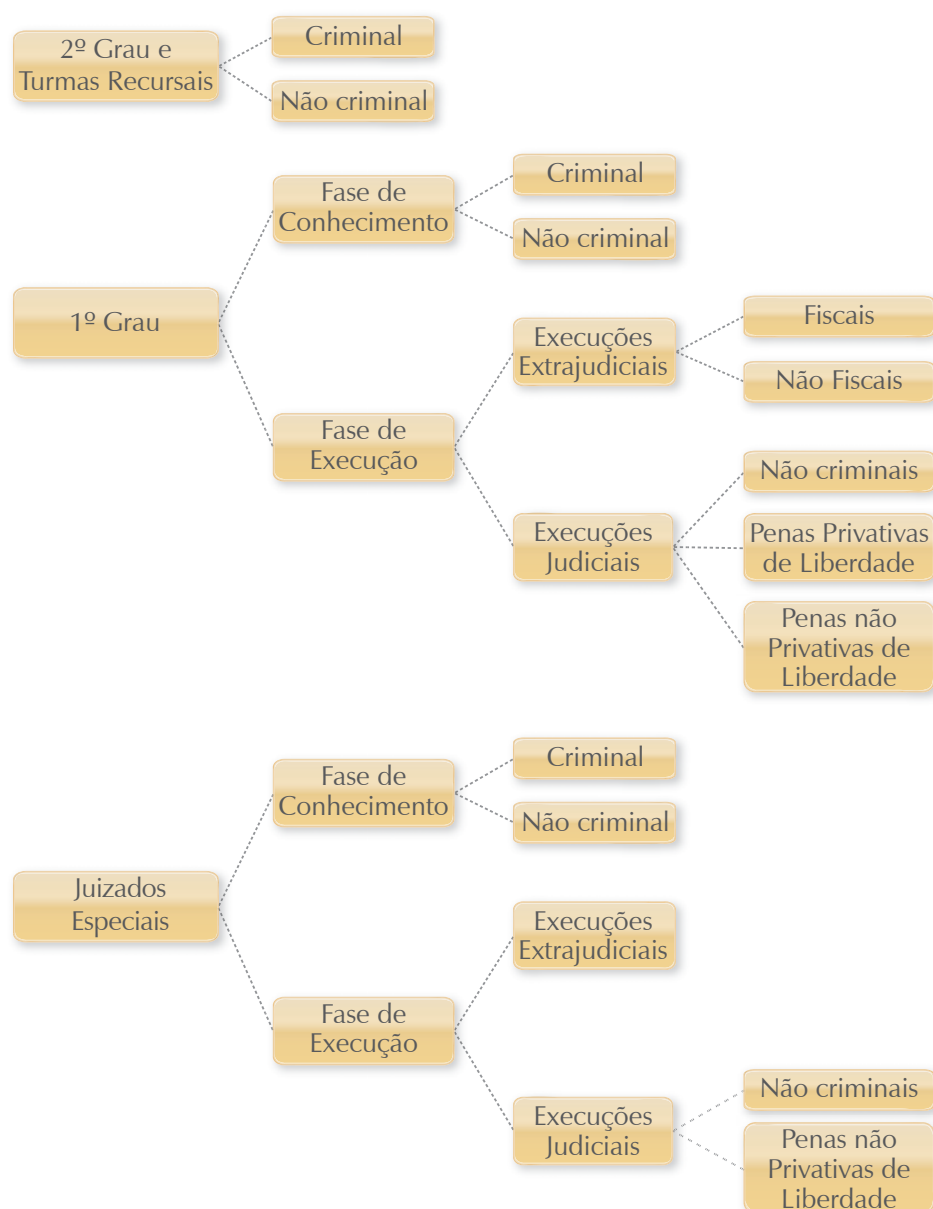 2º Grau e
Turmas Recursais
Criminal
Não criminal
1º Grau
Fase de
Conhecimento
Criminal
Não criminal
Fase de
Execução
Execuções
Extrajudiciais
Fiscais
Não Fiscais
Execuções
Judiciais
Não criminais
Penas Privativas
de Liberdade
Penas não
Privativas de
Liberdade
Juizados
Especiais
Fase de
Conhecimento
Criminal
Não criminal
Fase de
Execução
Execuções
Extrajudiciais
Execuções
Judiciais
Não criminais
Penas não
Privativas de
Liberdade